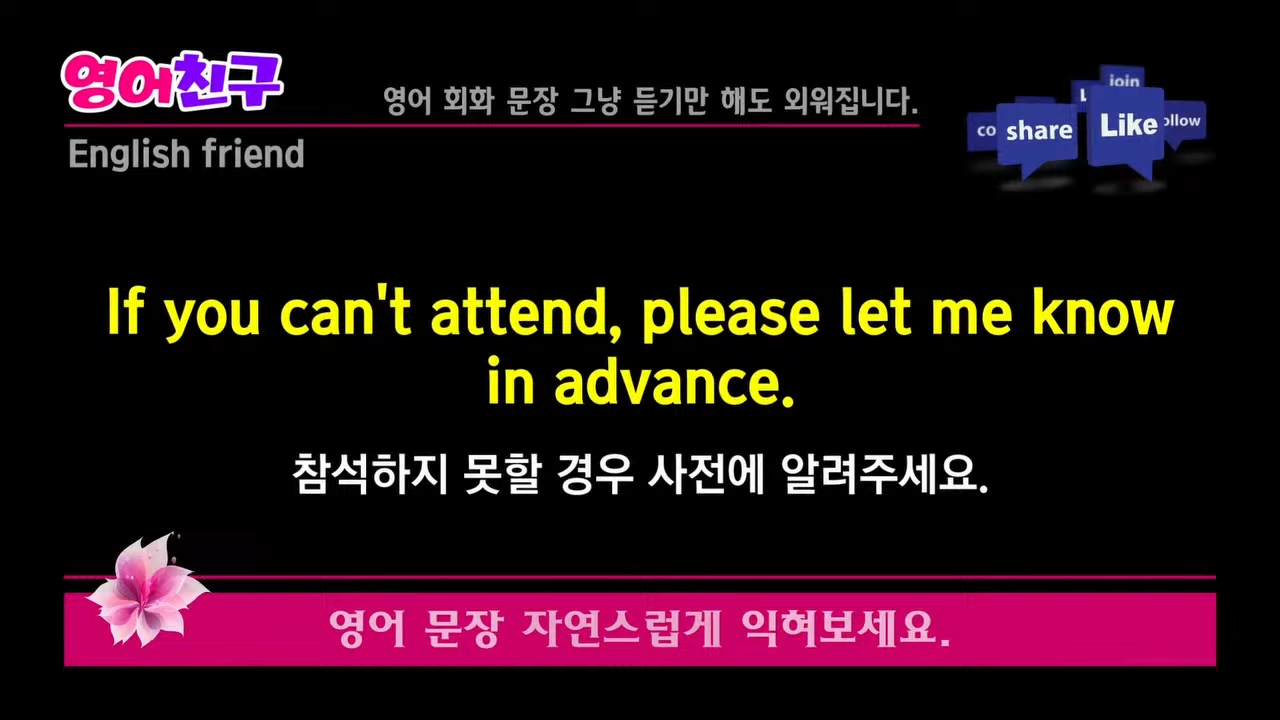 영어친구
영어 회화 문장 그냥 듣기만 해도 외워집니다.
English friend
join
share
Like
If you can't attend, please let me know
in advance.
참석하지 못할 경우 사전에 알려주세요.
영어 문장 자연스럽게 익혀보세요.